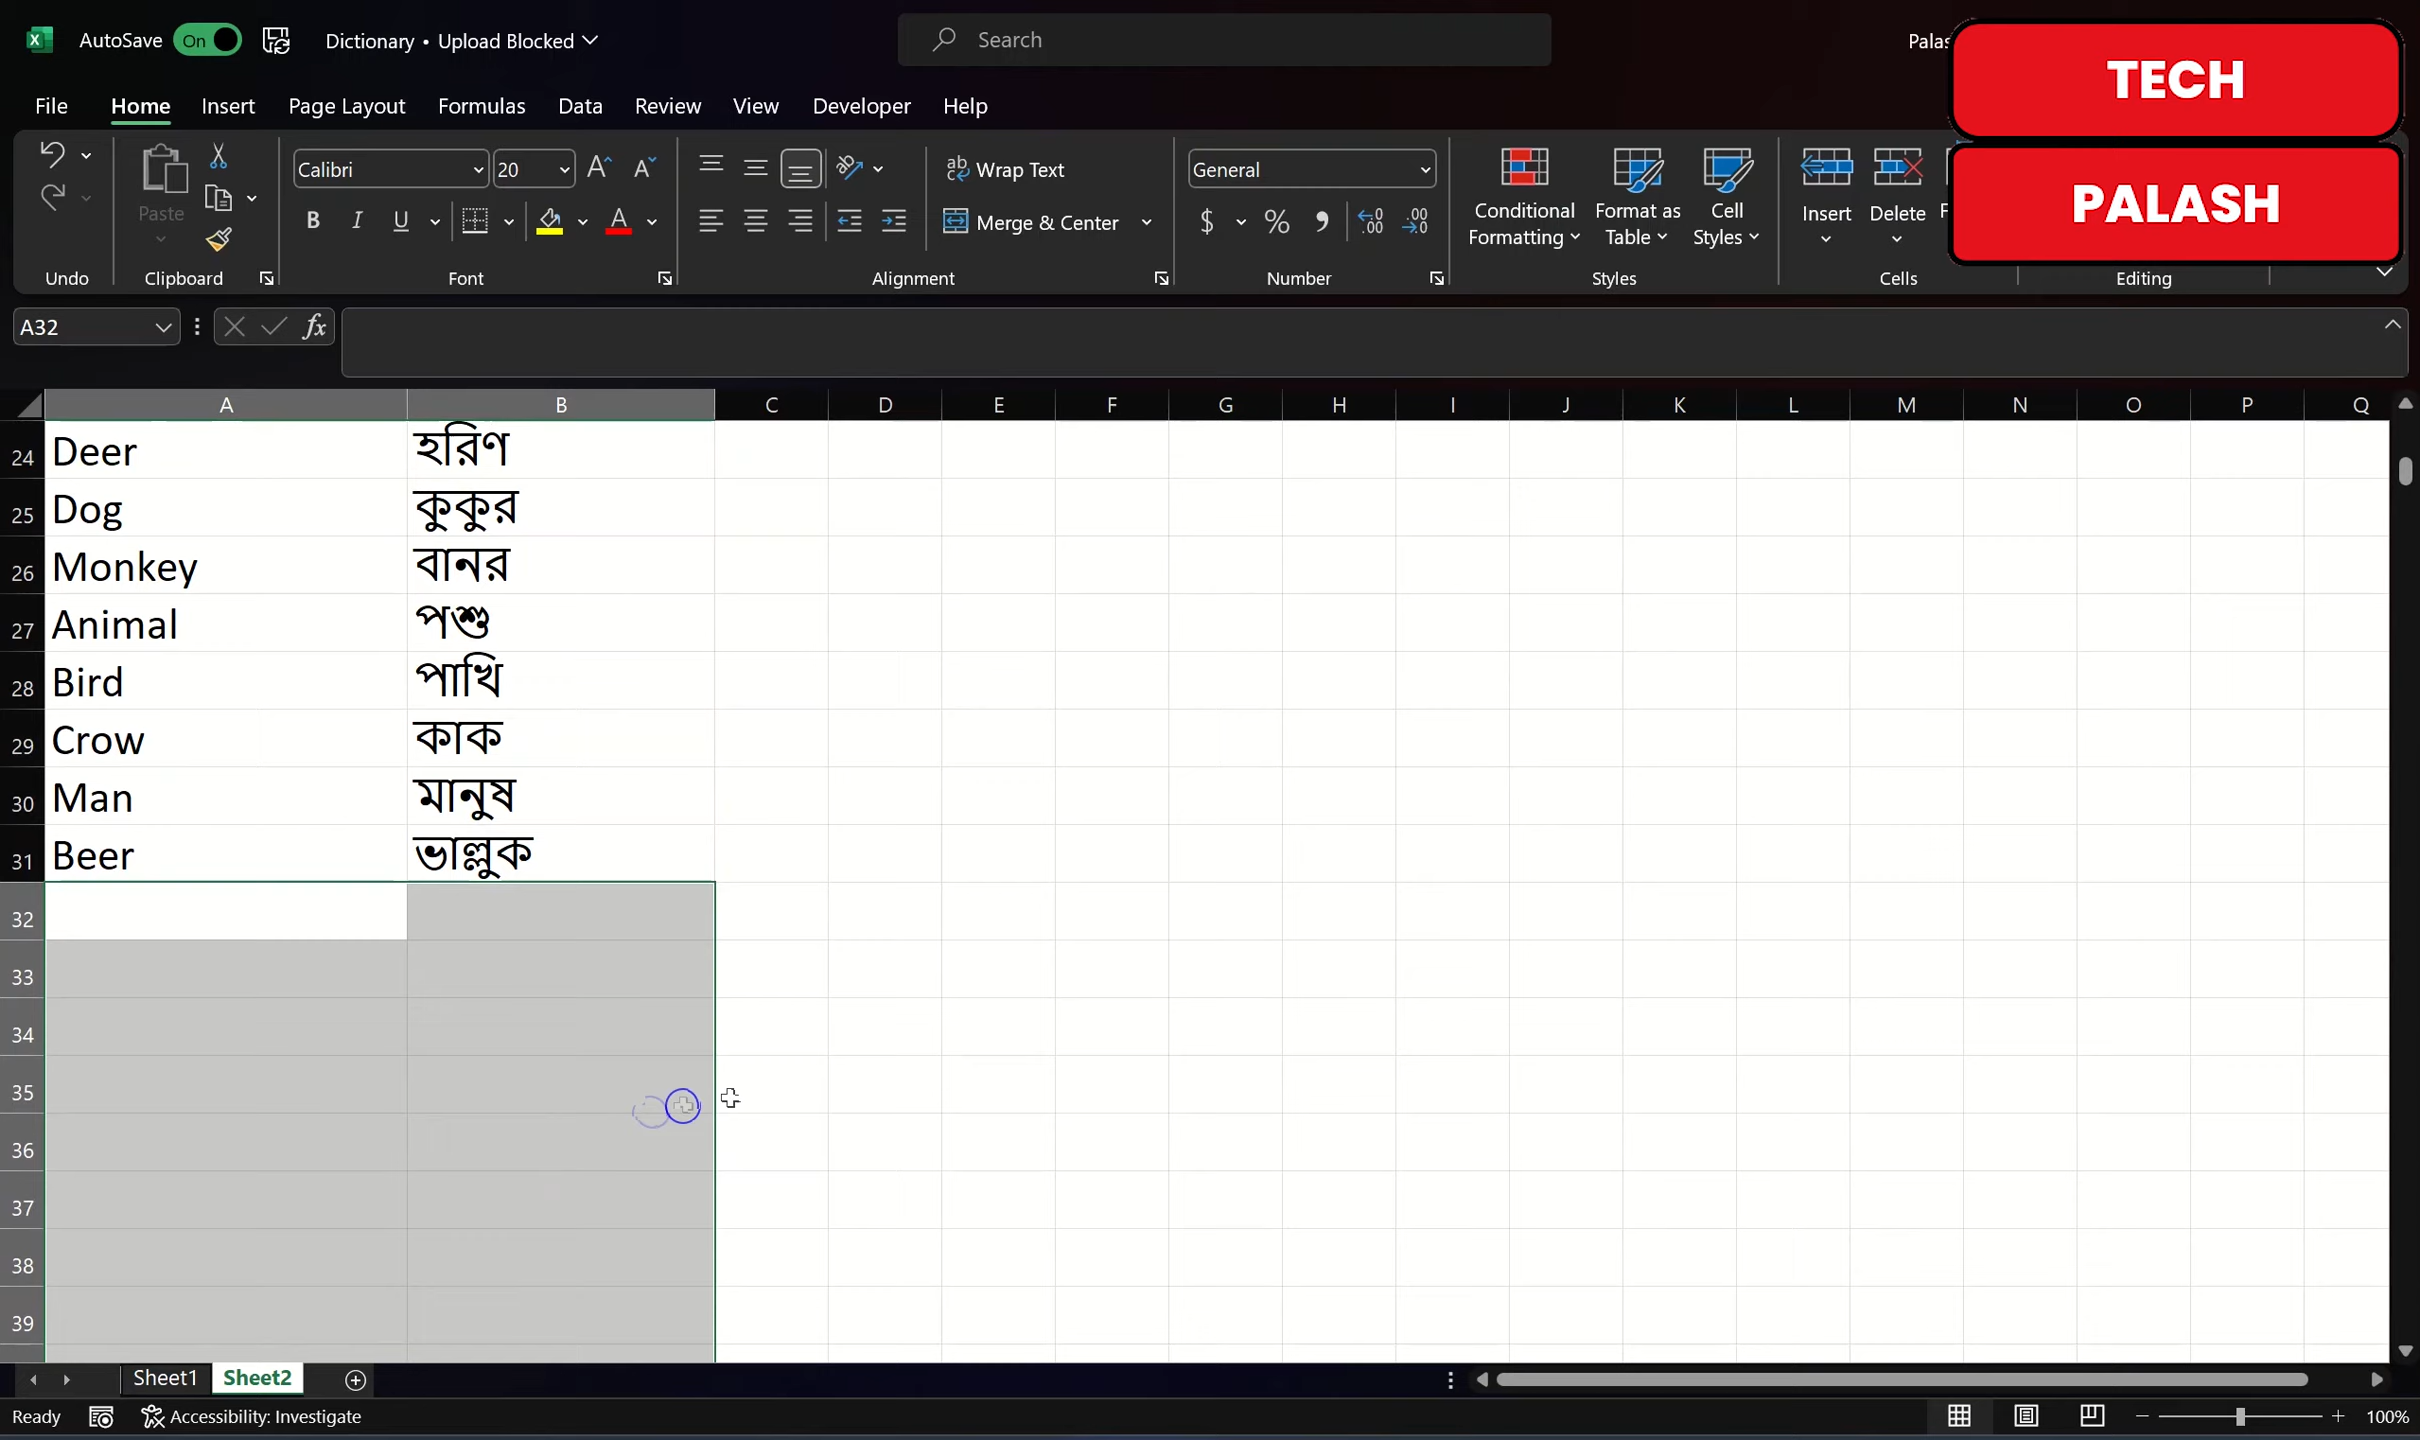 AutoSave On Dictionary • Upload Blocked Search
TECH
PALASH
File Home Insert Page Layout Formulas Data Review View Developer Help
Paste
Calibri 20
Wrap Text
General
Conditional Formatting
Format as Table
Cell Styles
Insert Delete
B I U
Merge & Center
$ %
Undo Clipboard Font Alignment Number Styles Cells Editing
A32 fx
A B C D E F G H I J K L M N O P Q
24 Deer হরিণ
25 Dog কুকুর
26 Monkey বানর
27 Animal পশু
28 Bird পাখি
29 Crow কাক
30 Man মানুষ
31 Beer ভাল্লুক
32
33
34
35
36
37
38
39
Sheet1 Sheet2
Ready Accessibility: Investigate 100%